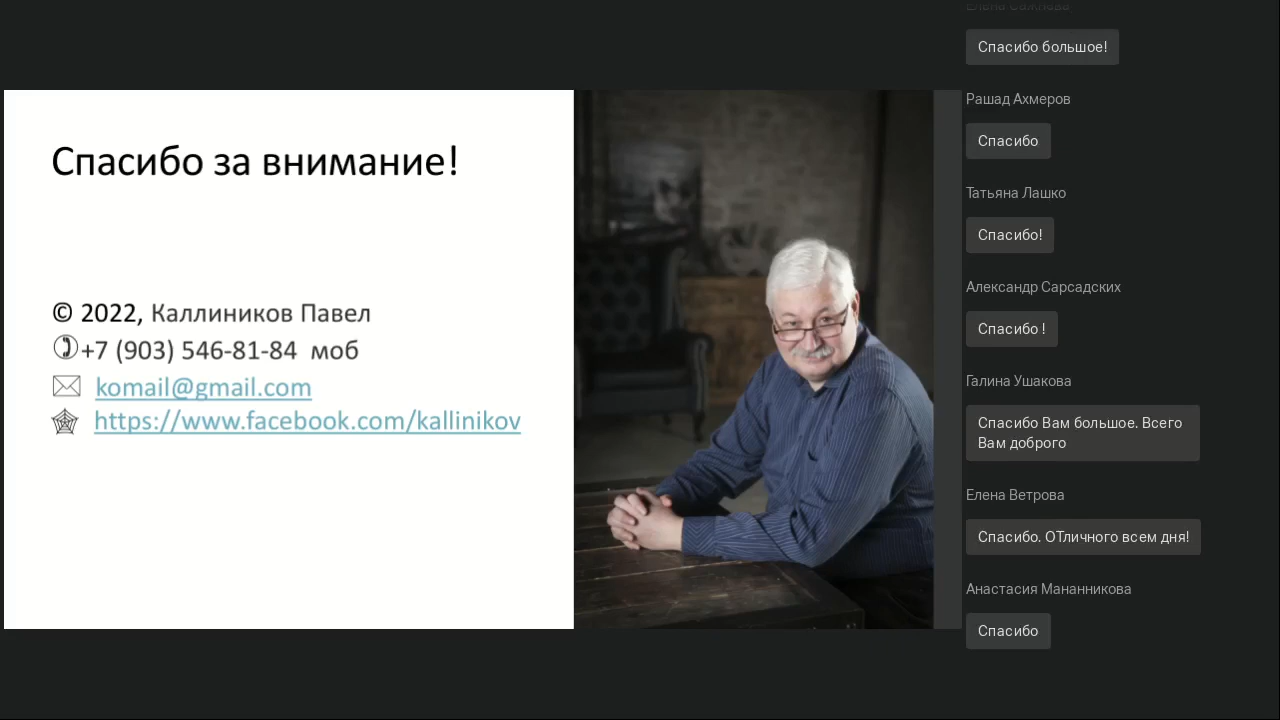 Спасибо за внимание!
© 2022, Каллиников Павел
+7 (903) 546-81-84 моб
komail@gmail.com
https://www.facebook.com/kallinikov
Спасибо большое!
Рашад Ахмеров
Спасибо
Татьяна Лашко
Спасибо!
Александр Сарсадских
Спасибо !
Галина Ушакова
Спасибо Вам большое. Всего
Вам доброго
Елена Ветрова
Спасибо. ОТличного всем дня!
Анастасия Мананникова
Спасибо